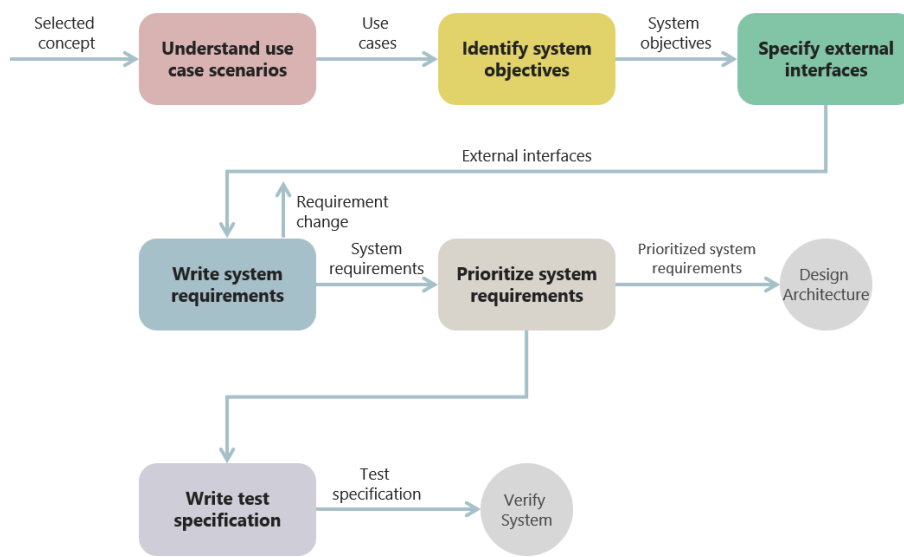 Selected
concept
Understand use
case scenarios
Use
cases
Identify system
objectives
System
objectives
Specify external
interfaces
External interfaces
Requirement
change
Write system
requirements
System
requirements
Prioritize system
requirements
Prioritized system
requirements
Design
Architecture
Write test
specification
Test
specification
Verify
System